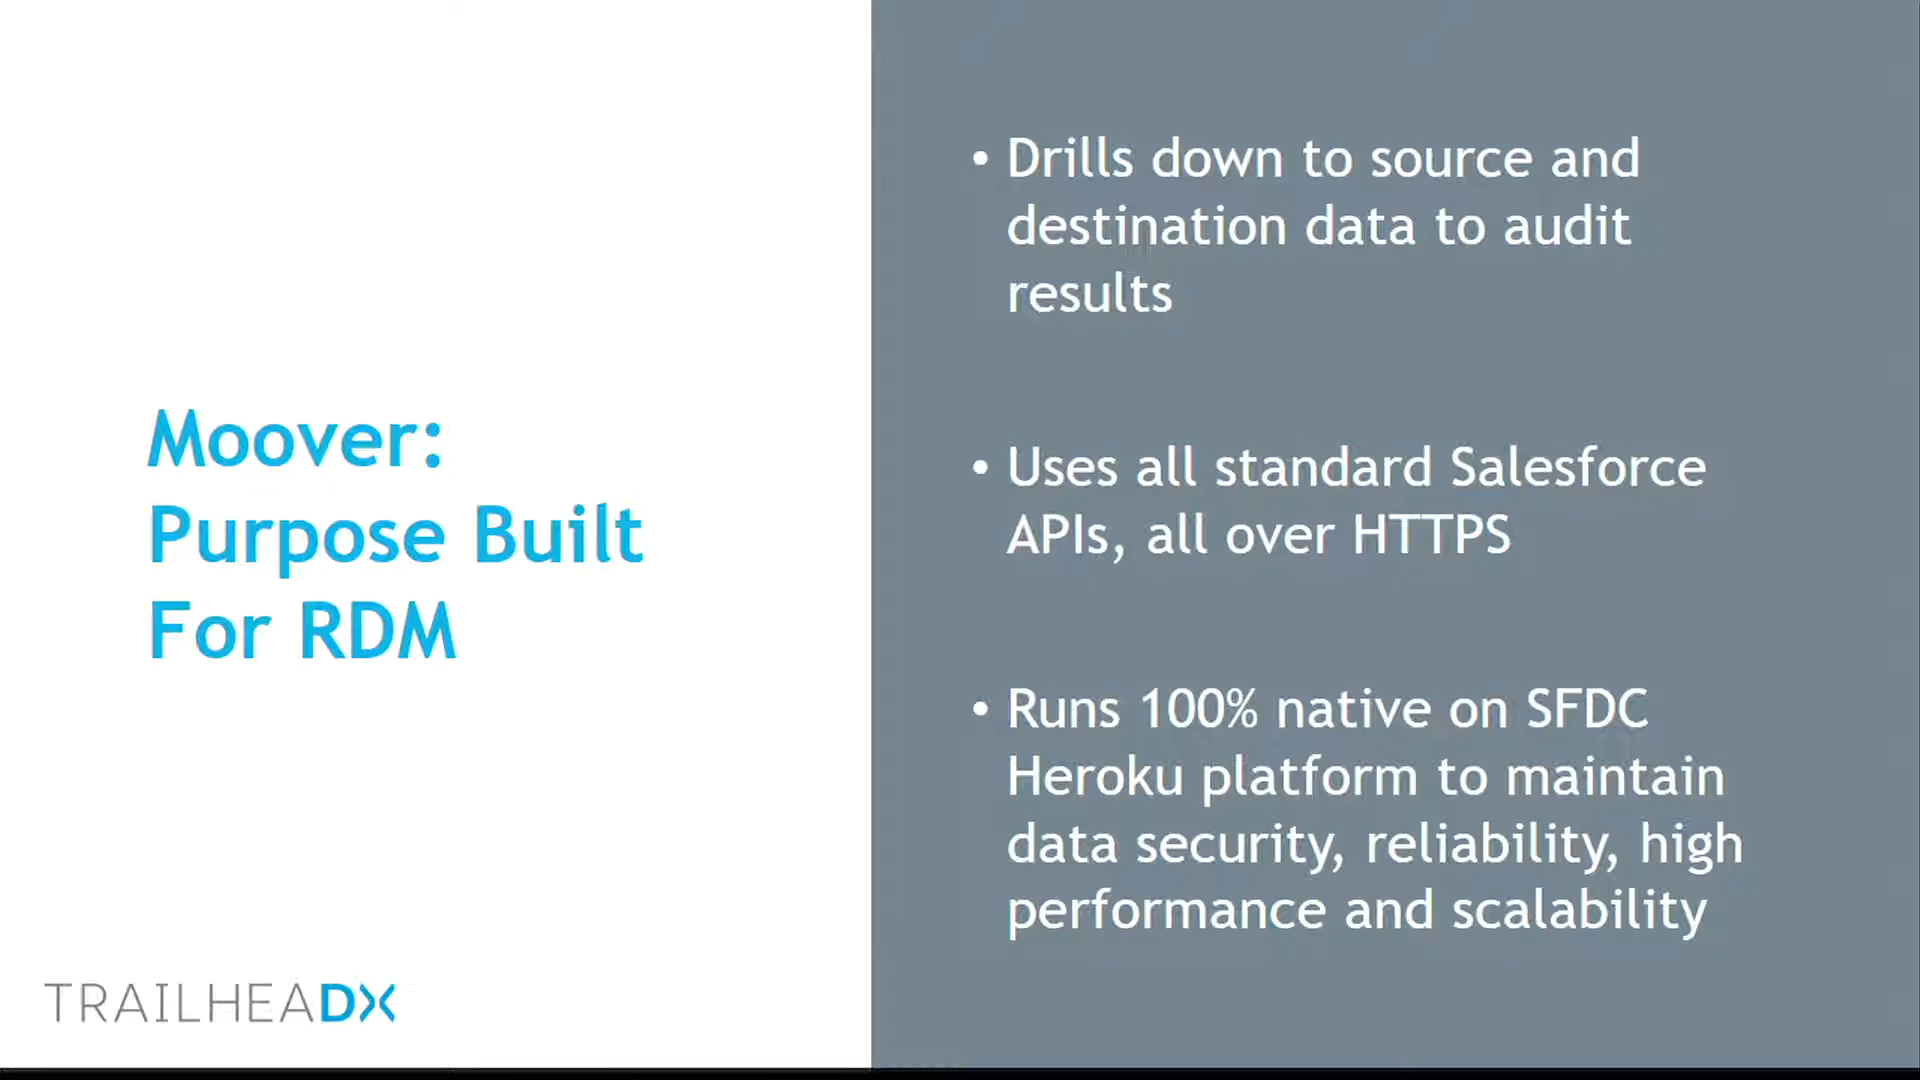 Moover:
Purpose Built
For RDM
• Drills down to source and
destination data to audit
results
• Uses all standard Salesforce
APIs, all over HTTPS
• Runs 100% native on SFDC
Heroku platform to maintain
data security, reliability, high
performance and scalability
TRAILHEADX